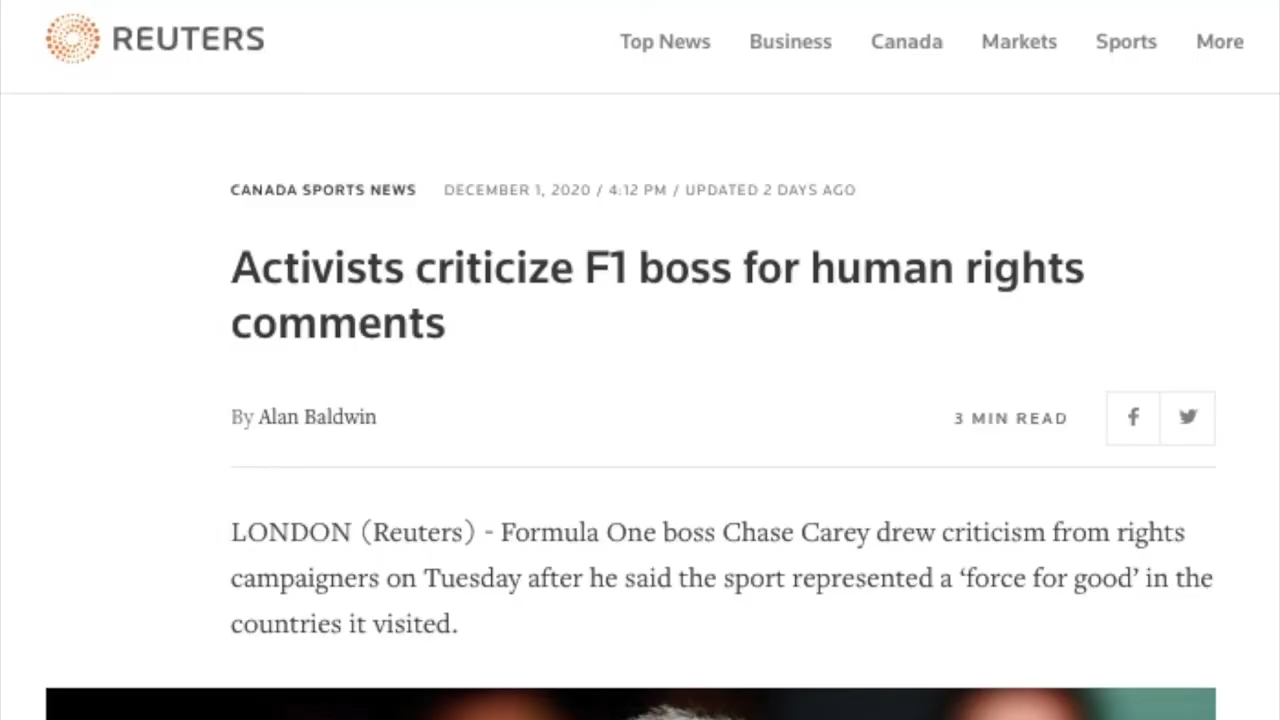 REUTERS
Top News Business Canada Markets Sports More
CANADA SPORTS NEWS DECEMBER 1, 2020 / 4:12 PM / UPDATED 2 DAYS AGO
Activists criticize F1 boss for human rights
comments
By Alan Baldwin
3 MIN READ
LONDON (Reuters) - Formula One boss Chase Carey drew criticism from rights
campaigners on Tuesday after he said the sport represented a ‘force for good’ in the
countries it visited.